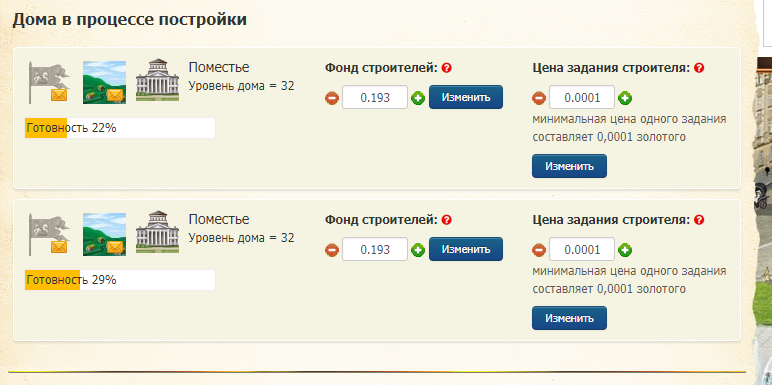 Дома в процессе постройки
Поместье
Уровень дома = 32
Готовность 22%
Фонд строителей:
0.193 Изменить
Цена задания строителя:
0.0001
минимальная цена одного задания
составляет 0,0001 золотого
Изменить
Поместье
Уровень дома = 32
Готовность 29%
Фонд строителей:
0.193 Изменить
Цена задания строителя:
0.0001
минимальная цена одного задания
составляет 0,0001 золотого
Изменить